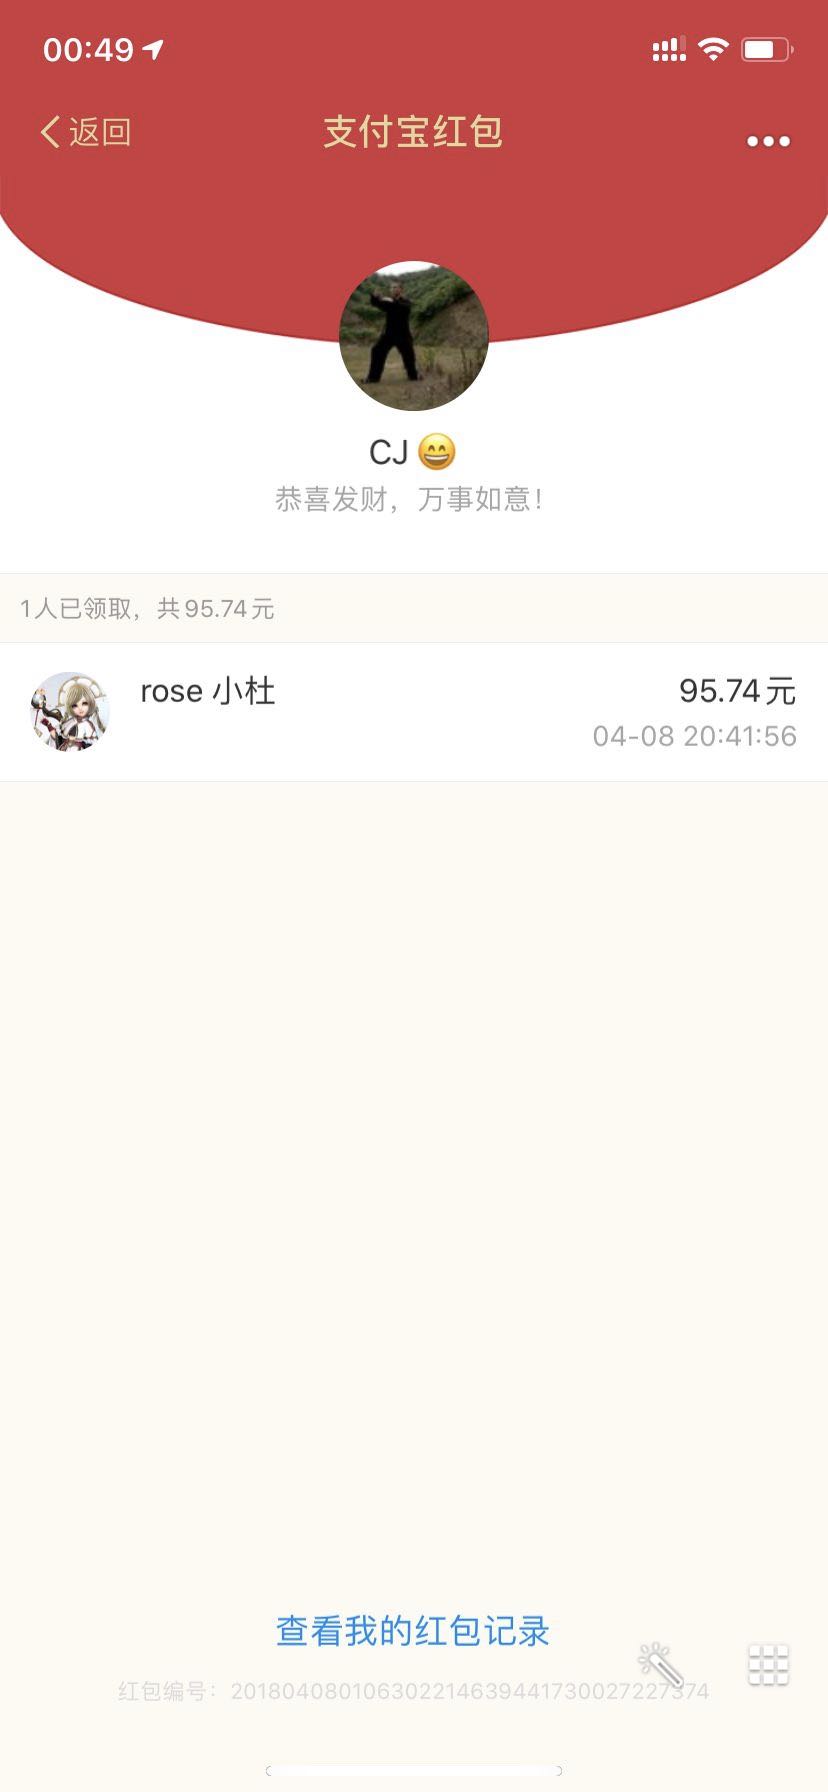 00:49
返回
支付宝红包
CJ 😄
恭喜发财，万事如意！
1人已领取，共95.74元
rose 小杜
95.74元
04-08 20:41:56
查看我的红包记录
红包编号：20180408010630221463944173002722​7374